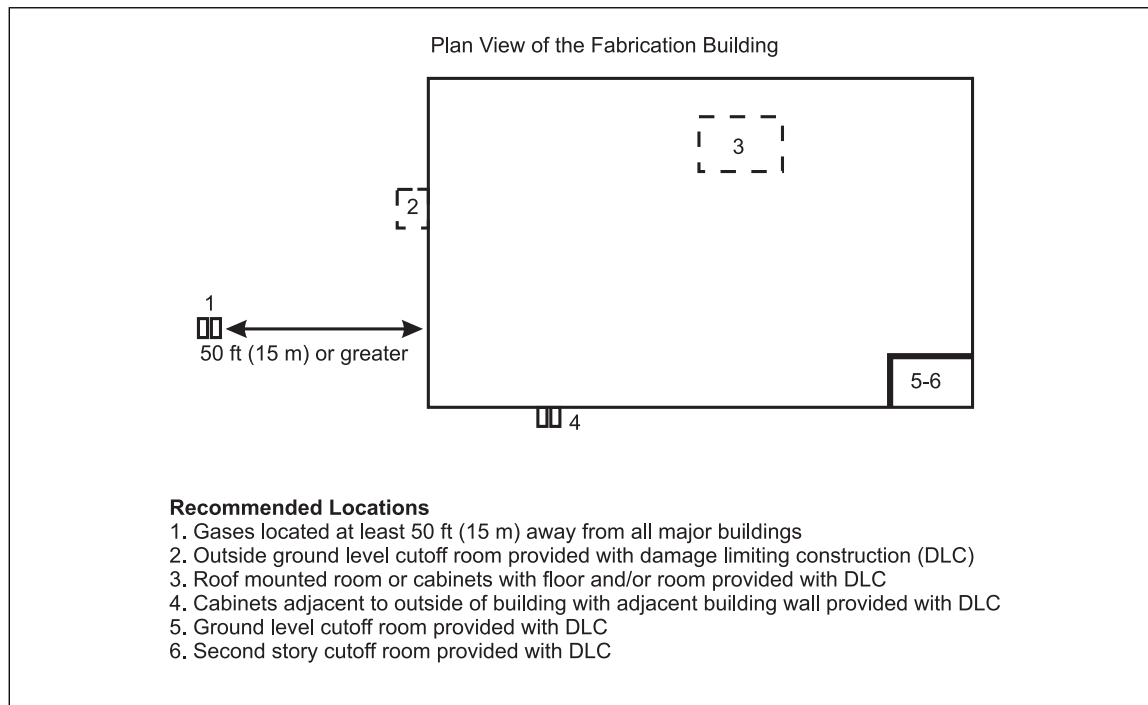 Plan View of the Fabrication Building
3
2
1
50 ft (15 m) or greater
5-6
4
Recommended Locations
1. Gases located at least 50 ft (15 m) away from all major buildings
2. Outside ground level cutoff room provided with damage limiting construction (DLC)
3. Roof mounted room or cabinets with floor and/or room provided with DLC
4. Cabinets adjacent to outside of building with adjacent building wall provided with DLC
5. Ground level cutoff room provided with DLC
6. Second story cutoff room provided with DLC